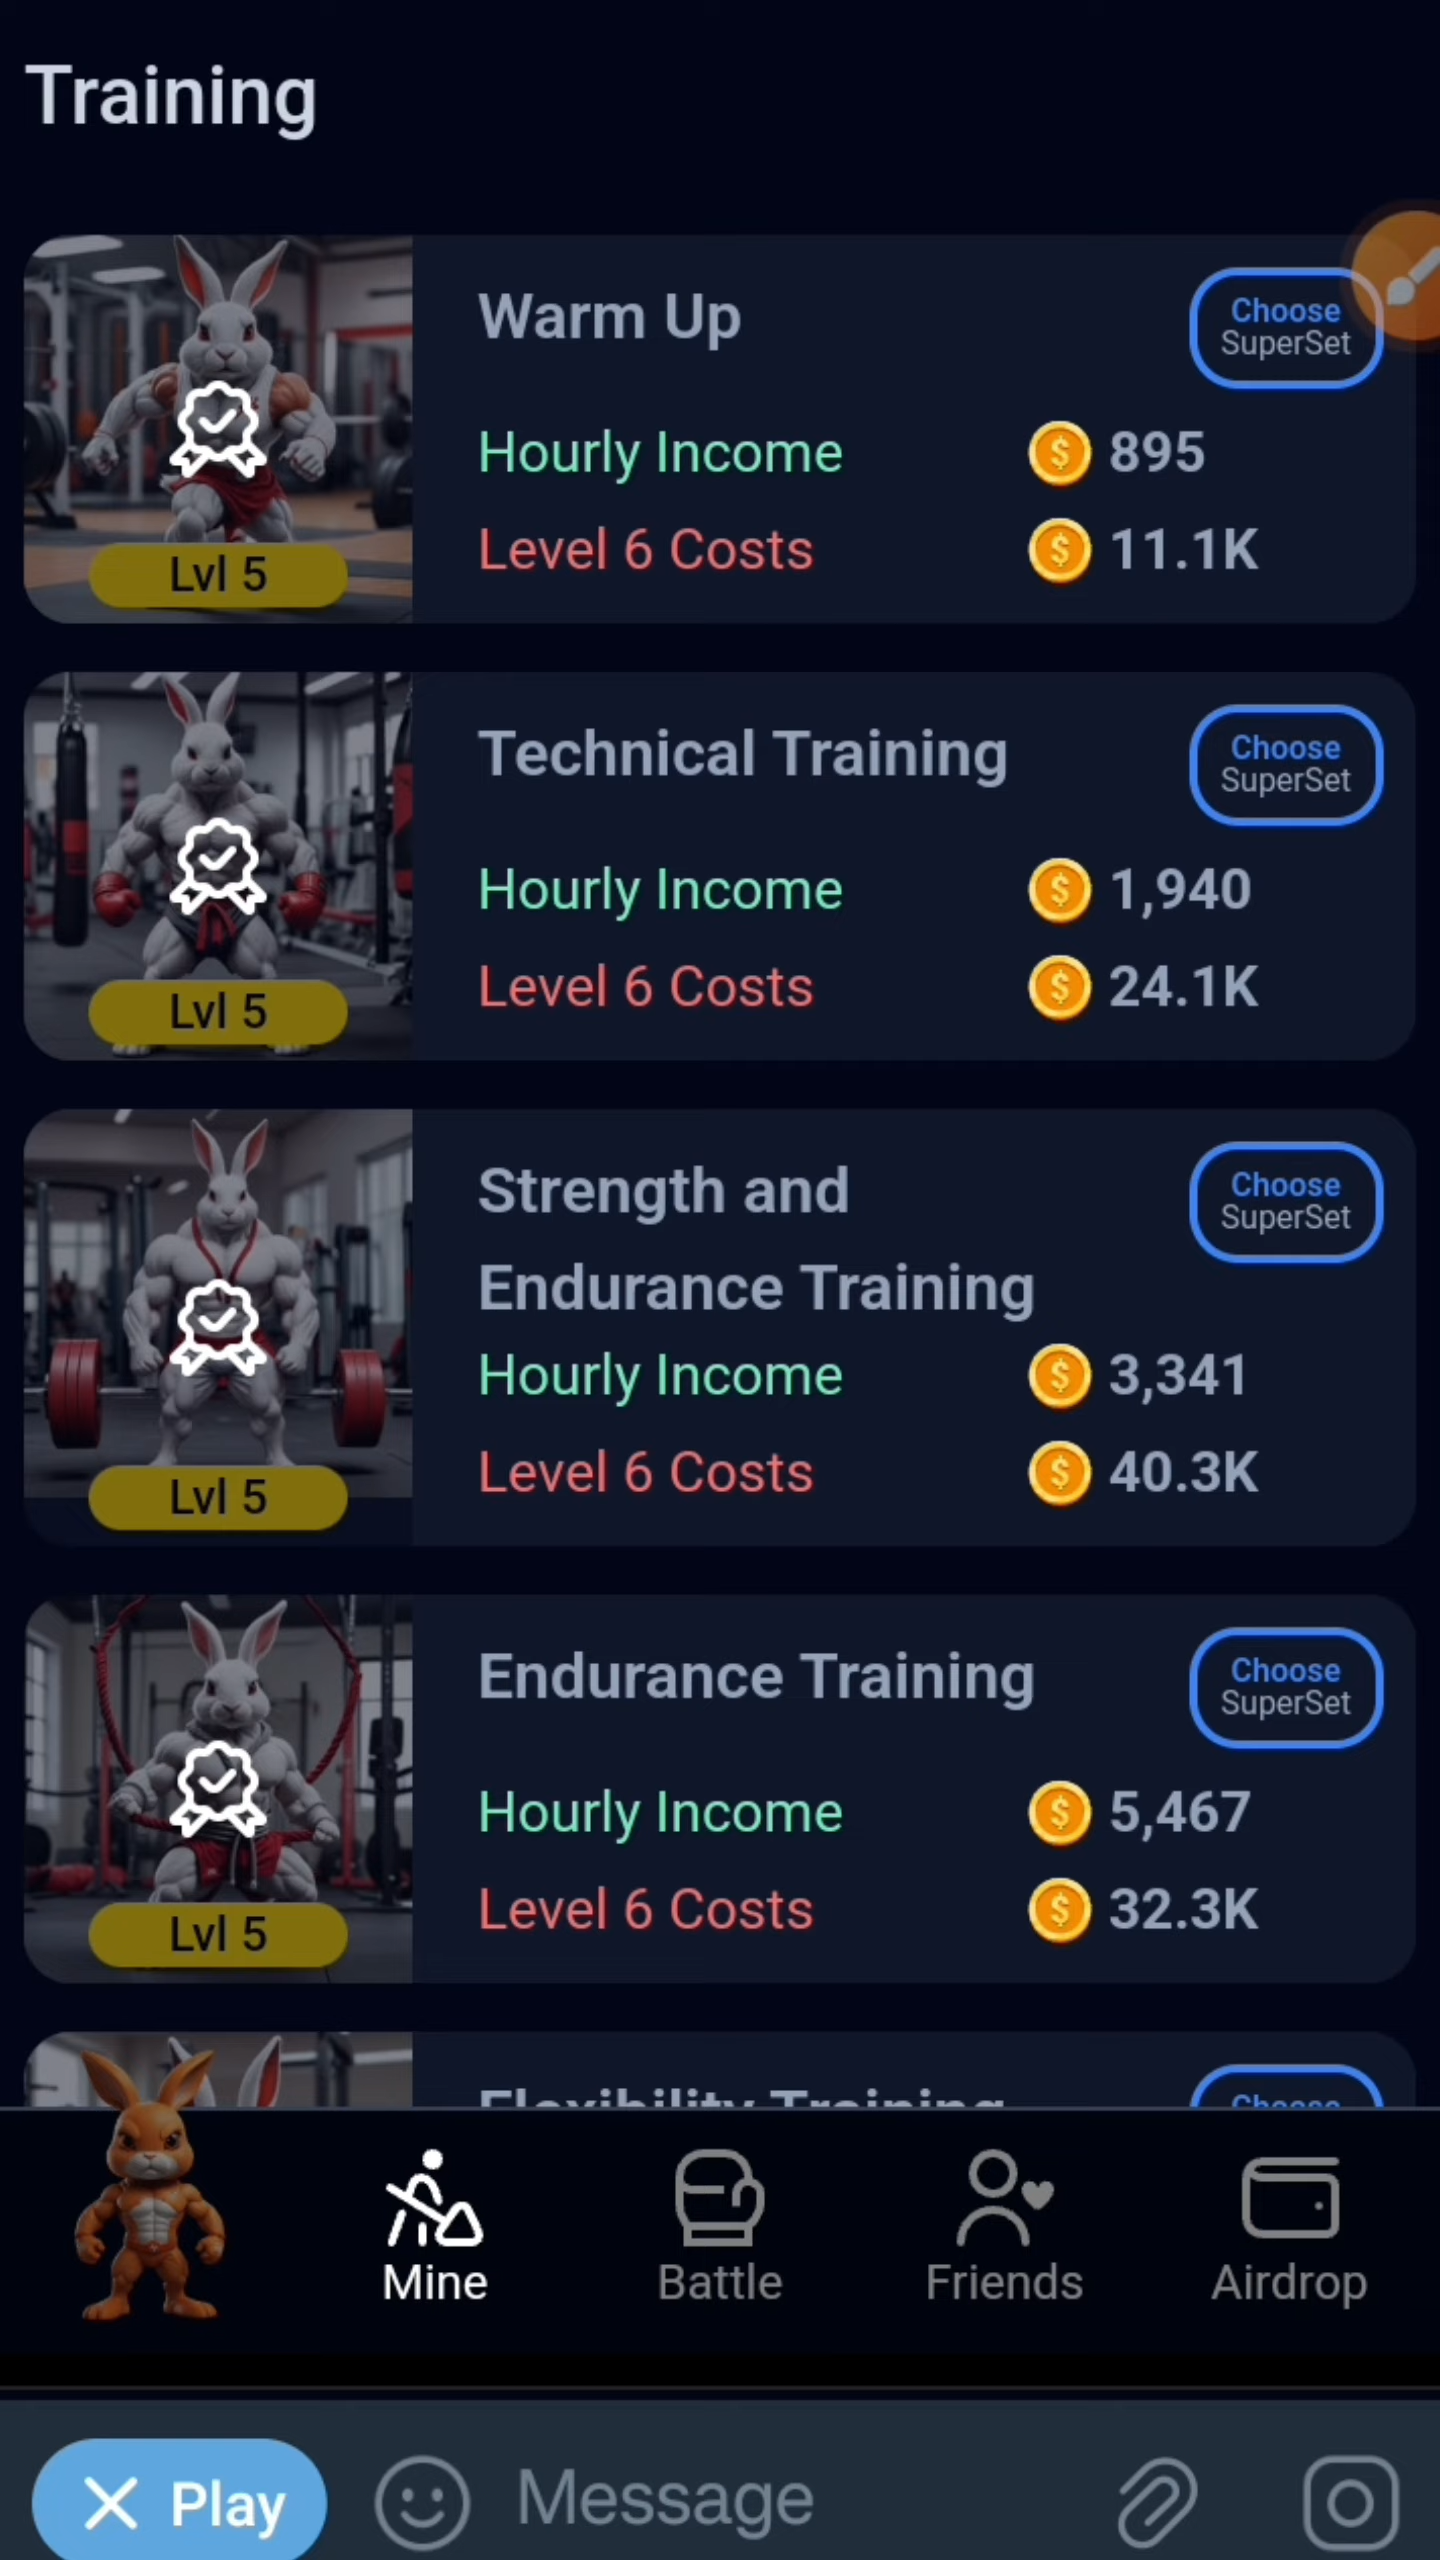 Training
Warm Up
Choose
SuperSet
Hourly Income
895
Level 6 Costs
11.1K
Lvl 5
Technical Training
Choose
SuperSet
Hourly Income
1,940
Level 6 Costs
24.1K
Lvl 5
Strength and
Endurance Training
Choose
SuperSet
Hourly Income
3,341
Level 6 Costs
40.3K
Lvl 5
Endurance Training
Choose
SuperSet
Hourly Income
5,467
Level 6 Costs
32.3K
Lvl 5
Flexibility Training
Choose
Mine
Battle
Friends
Airdrop
Play
Message